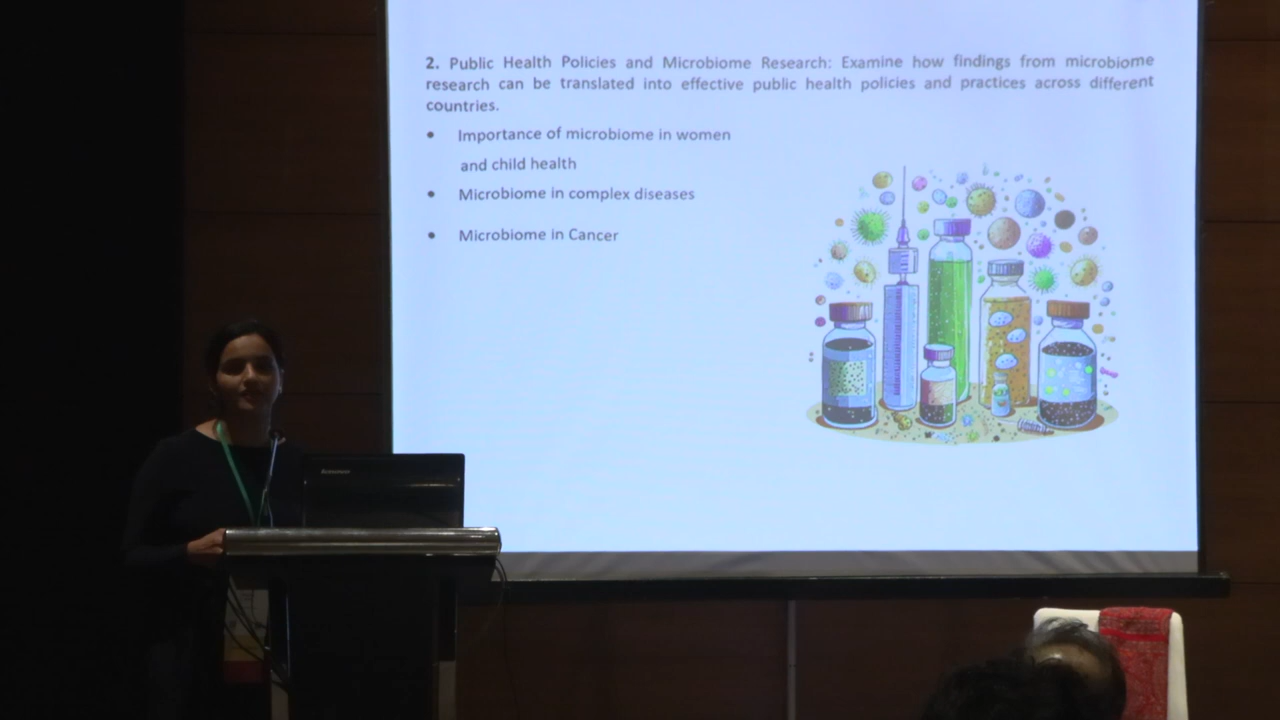 2. Public Health Policies and Microbiome Research: Examine how findings from microbiome
research can be translated into effective public health policies and practices across different
countries.
• Importance of microbiome in women
and child health
• Microbiome in complex diseases
• Microbiome in Cancer
Lenovo